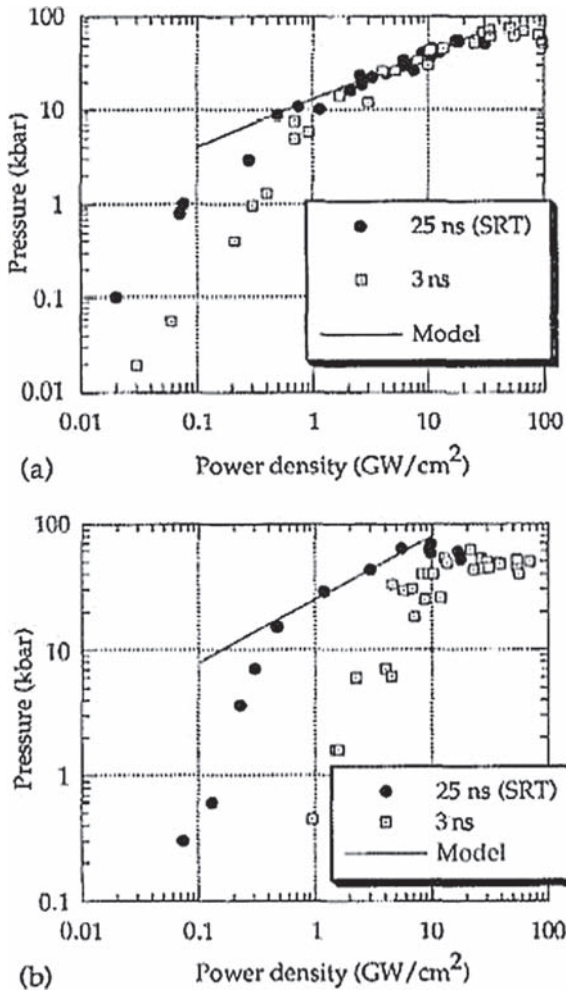 100
10
1
0.1
0.01
Pressure (kbar)
25 ns (SRT)
3 ns
Model
0.01 0.1 1 10 100
(a) Power density (GW/cm2)
100
10
1
0.1
Pressure (kbar)
25 ns (SRT)
3 ns
Model
0.01 0.1 1 10 100
(b) Power density (GW/cm2)